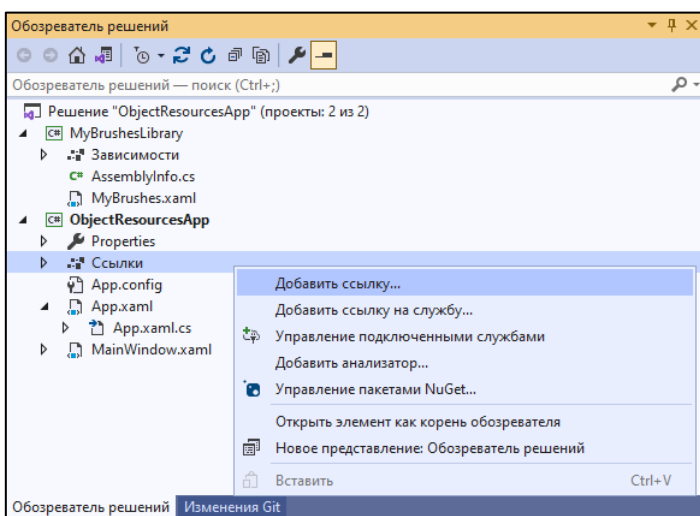 Обозреватель решений
Обозреватель решений — поиск (Ctrl+;)
Решение "ObjectResourcesApp" (проекты: 2 из 2)
C# MyBrushesLibrary
Зависимости
C# AssemblyInfo.cs
MyBrushes.xaml
C# ObjectResourcesApp
Properties
Ссылки
App.config
App.xaml
App.xaml.cs
MainWindow.xaml
Добавить ссылку...
Добавить ссылку на службу...
Управление подключенными службами
Добавить анализатор...
Управление пакетами NuGet...
Открыть элемент как корень обозревателя
Новое представление: Обозреватель решений
Вставить Ctrl+V
Обозреватель решений Изменения Git